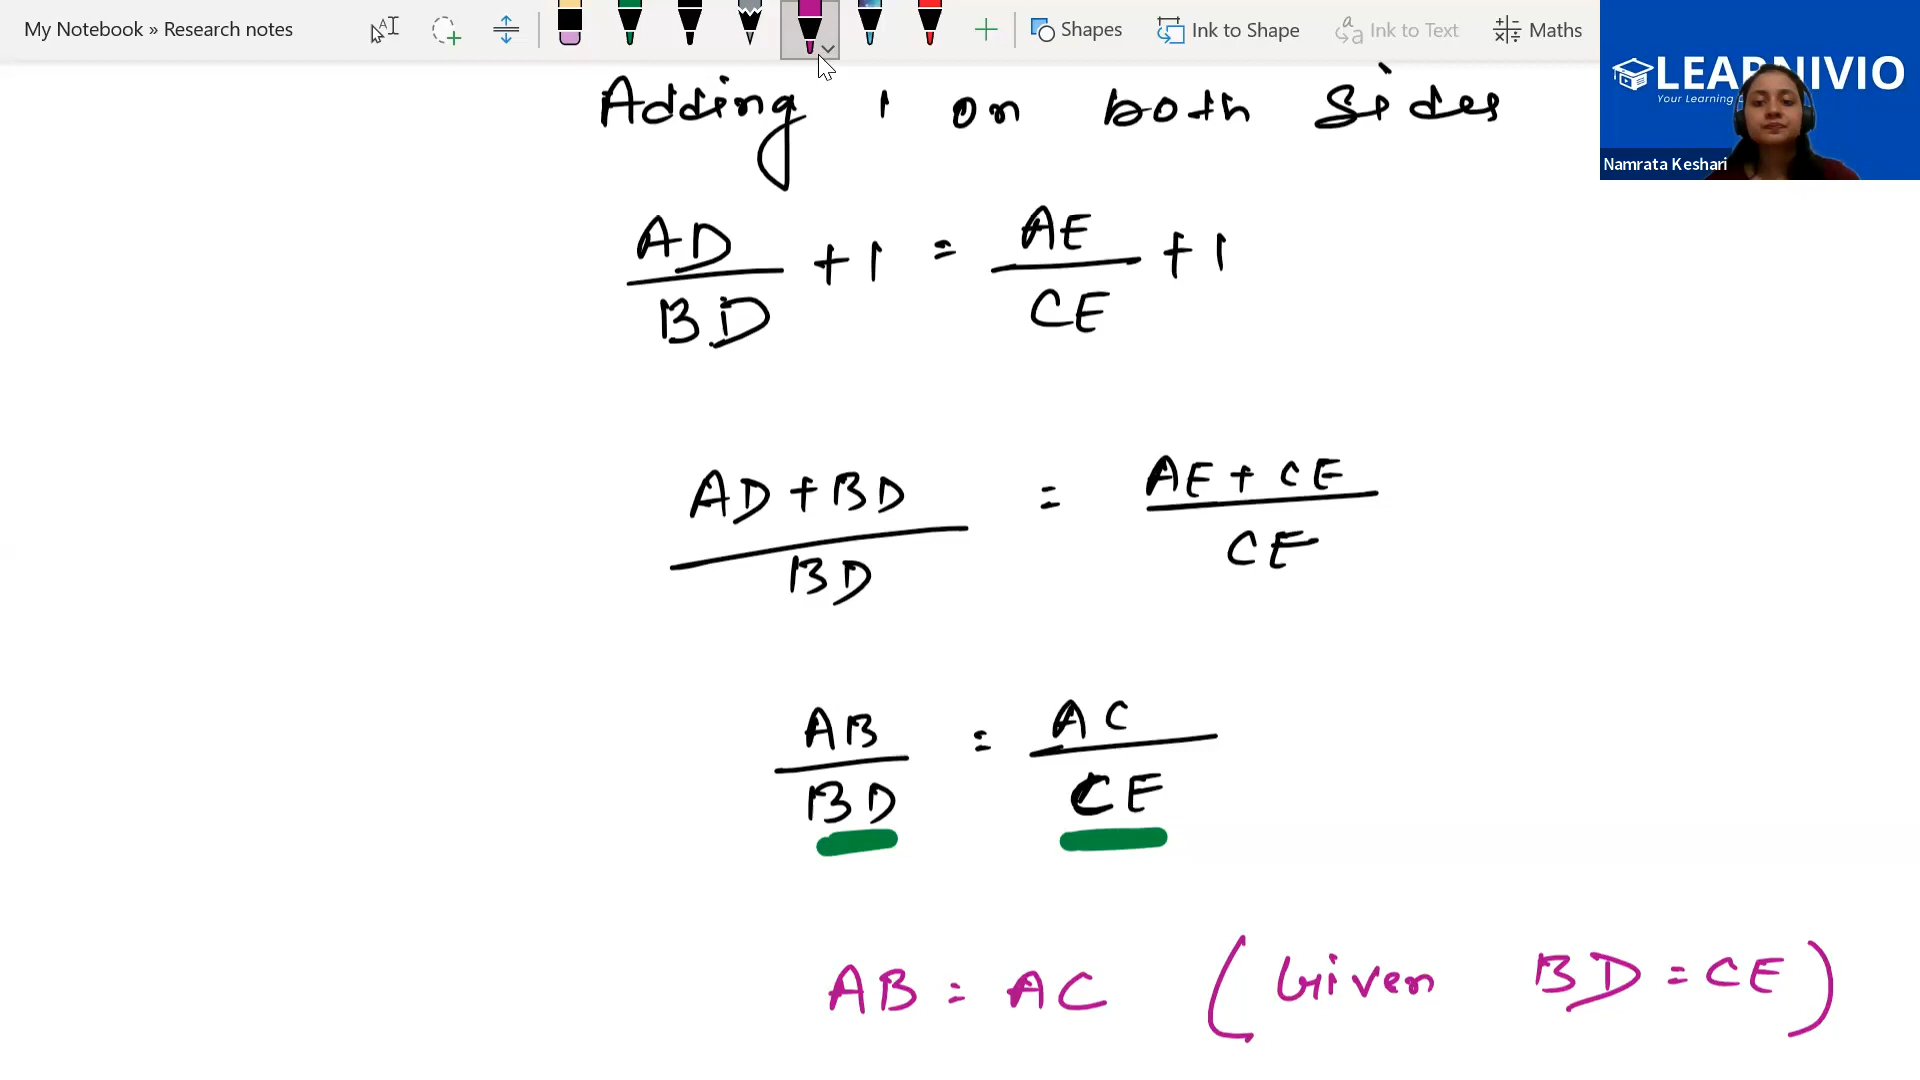 My Notebook » Research notes
Shapes
Ink to Shape
Ink to Text
Maths
LEARNIVIO
Your Learning
Namrata Keshari
Adding 1 on both sides
AD/BD + 1 = AE/CE + 1
AD + BD/BD = AE + CE/CE
AB/BD = AC/CE
AB = AC (Given BD = CE)